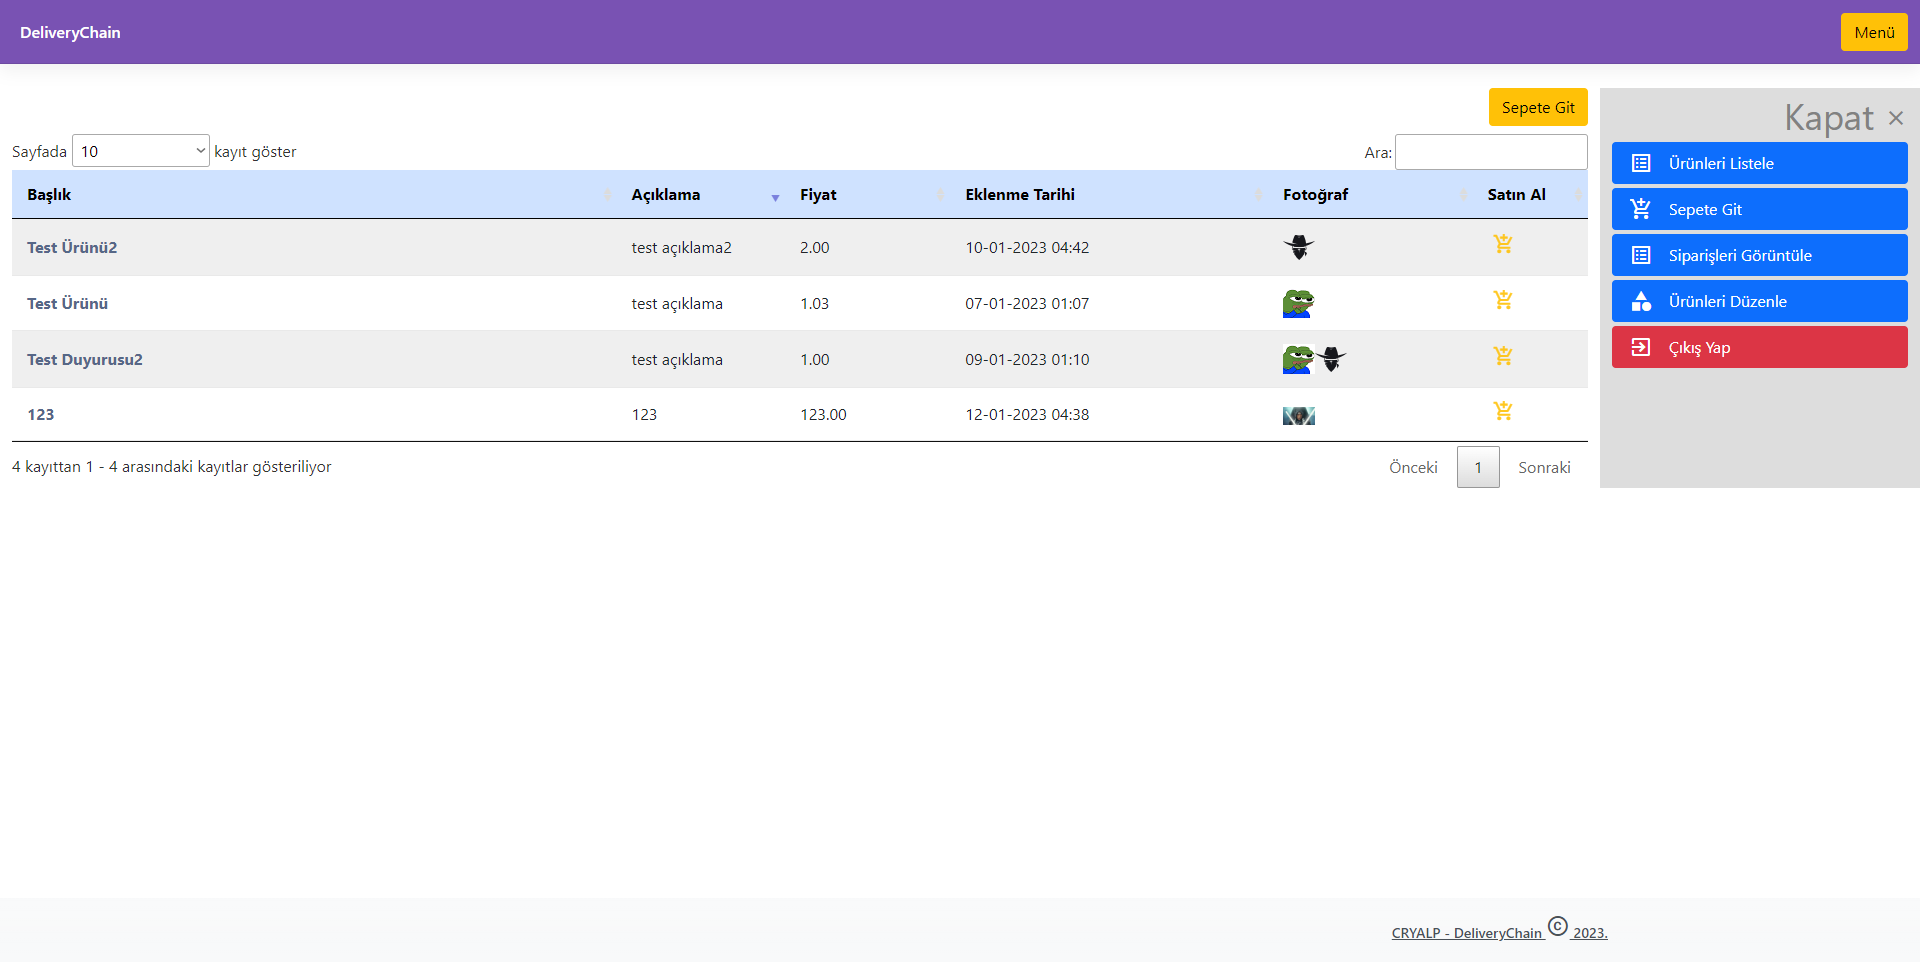 DeliveryChain
Menü
Sepete Git
Sayfada 10 kayıt göster
Ara:
Başlık Açıklama Fiyat Eklenme Tarihi Fotoğraf Satın Al
Test Ürünü2 test açıklama2 2.00 10-01-2023 04:42
Test Ürünü test açıklama 1.03 07-01-2023 01:07
Test Duyurusu2 test açıklama 1.00 09-01-2023 01:10
123 123 123.00 12-01-2023 04:38
4 kayıttan 1 - 4 arasındaki kayıtlar gösteriliyor
Önceki 1 Sonraki
Kapat ×
Ürünleri Listele
Sepete Git
Siparişleri Görüntüle
Ürünleri Düzenle
Çıkış Yap
CRYALP - DeliveryChain © 2023.